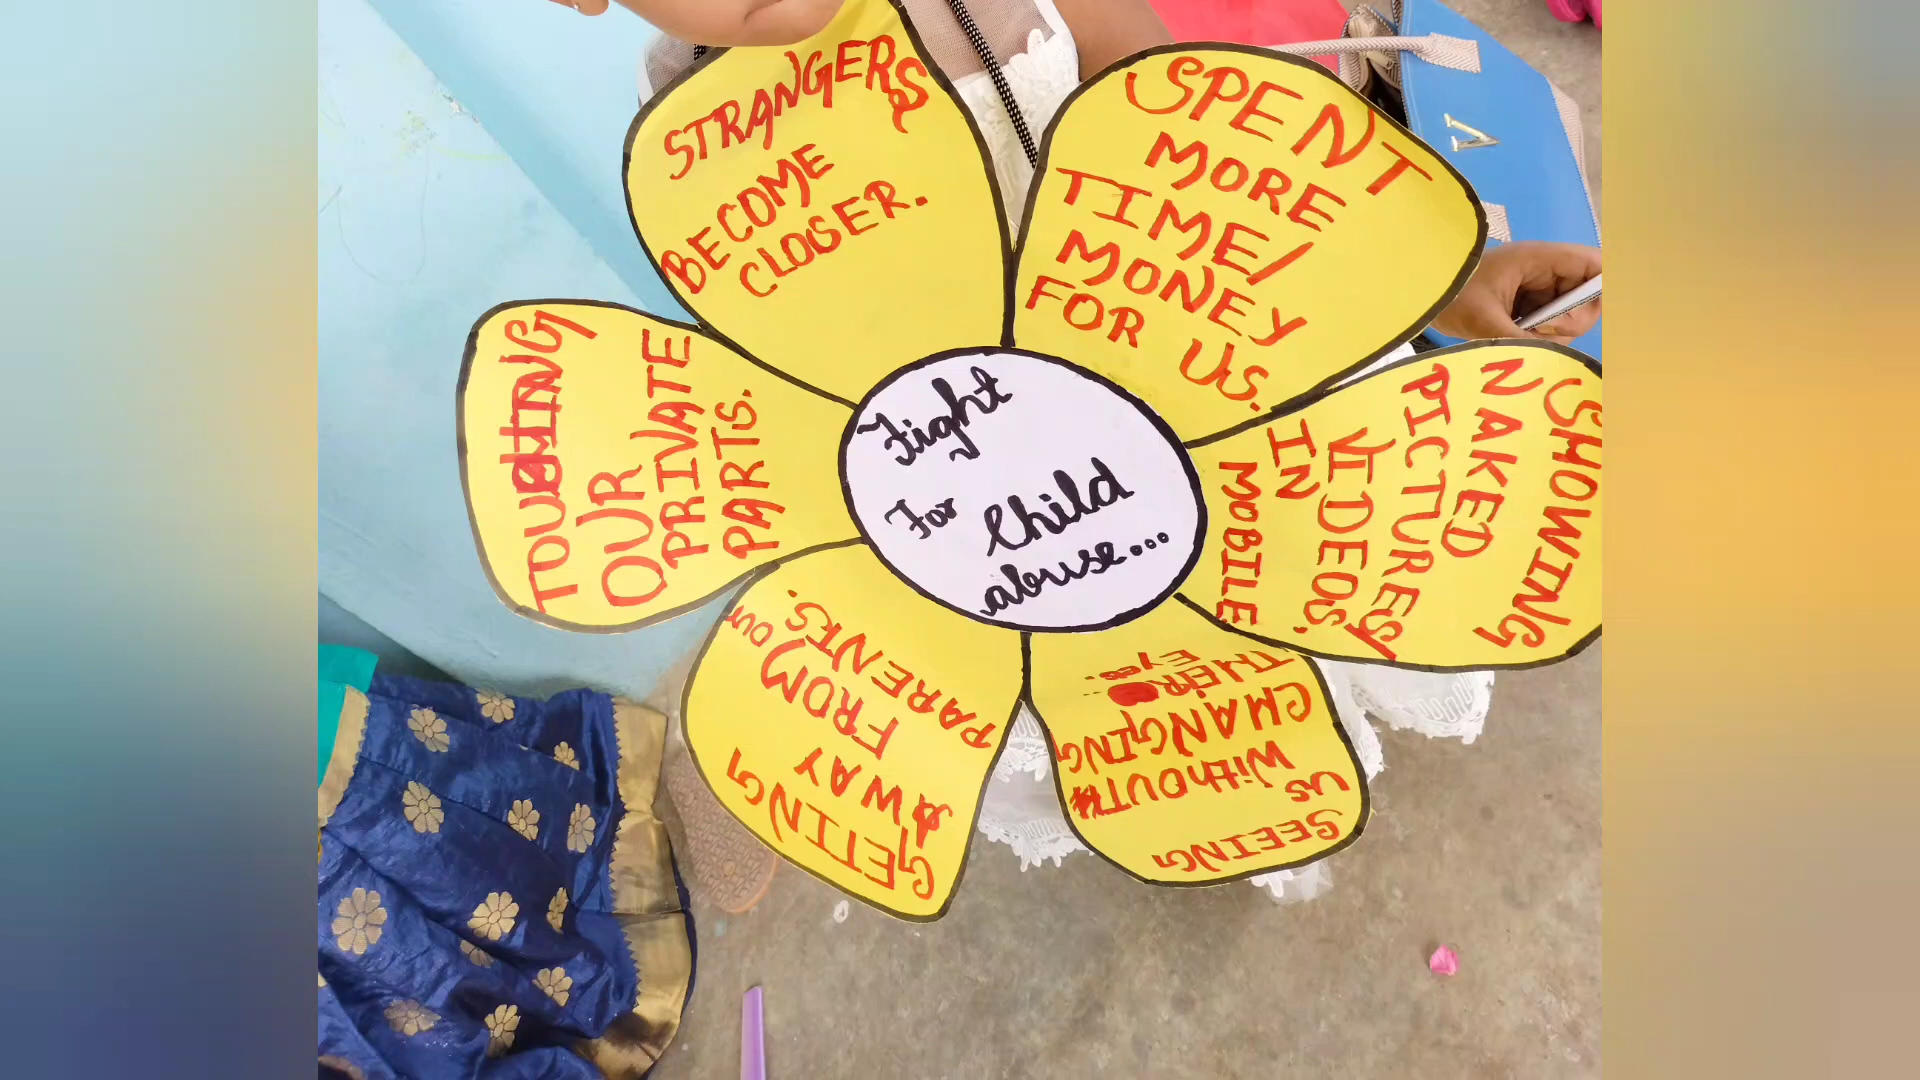 STRANGERS
BECOME
CLOSER.
SPENT
MORE
TIME/
MONEY
FOR US.
SHOWING
NAKED
PICTURES
VIDEOS.
IN
MOBILE
SEEING
US WithOUT
CHANGING
THEIR
Eyes.
GETING
AWAY FROM our
PARENTS.
TOUCHING
OUR
PRIVATE
PARTS.
Fight
For Child
abuse...